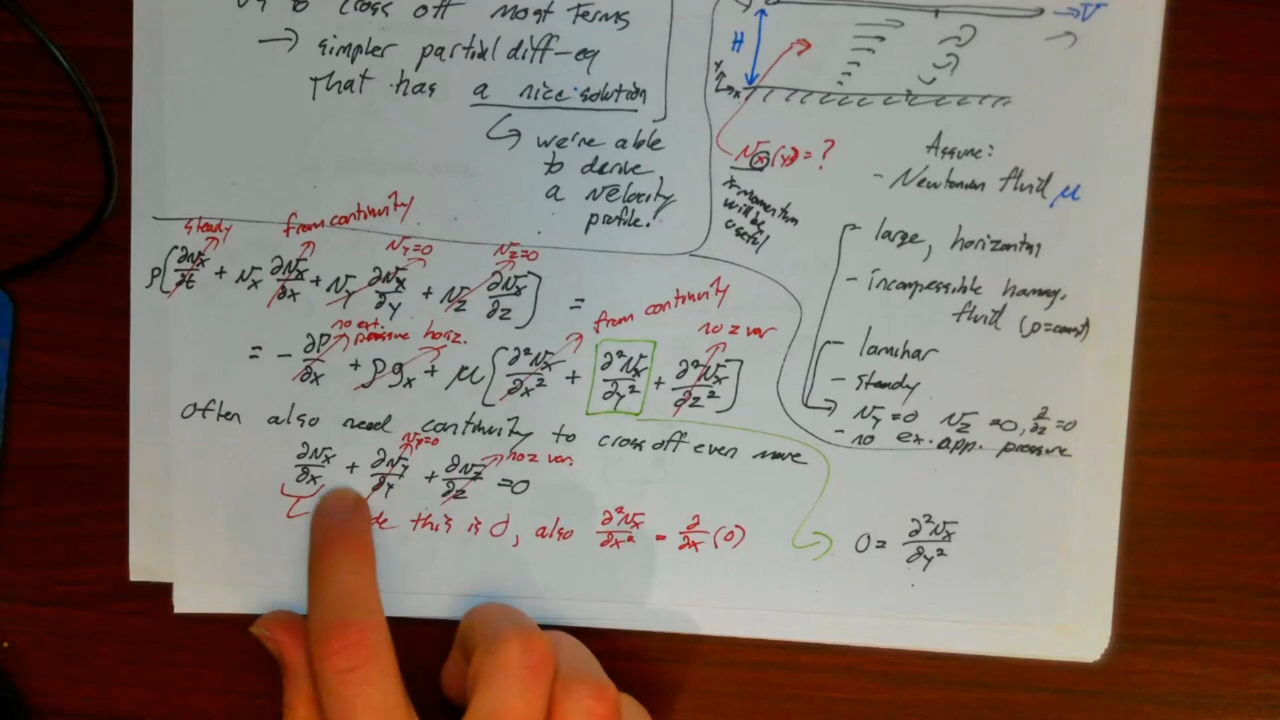 to cross off most terms
→ simpler partial diff-eq
that has a nice solution
↳ we're able
to derive
a velocity
profile!
→ V
H
y
x
v_x(y) = ?
x-momentum
will be
useful
Assume:
- Newtonian fluid μ
- large, horizontal
- incompressible homog.
fluid (ρ=const)
- laminar
- steady
→ v_y=0 v_z=0, ∂/∂z=0
- no ex. app. pressure
steady from continuity v_y=0 v_z=0
ρ[∂v_x/∂t + v_x ∂v_x/∂x + v_y ∂v_x/∂y + v_z ∂v_x/∂z] =
no ext. pressure horiz. from continuity no z var
= - ∂P/∂x + ρg_x + μ[∂²v_x/∂x² + ∂²v_x/∂y² + ∂²v_x/∂z²]
Often also need continuity to cross off even more
v_y=0 no z var.
∂v_x/∂x + ∂v_y/∂y + ∂v_z/∂z = 0
this is 0, also ∂²v_x/∂x² = ∂/∂x (0)
0 = ∂²v_x/∂y²